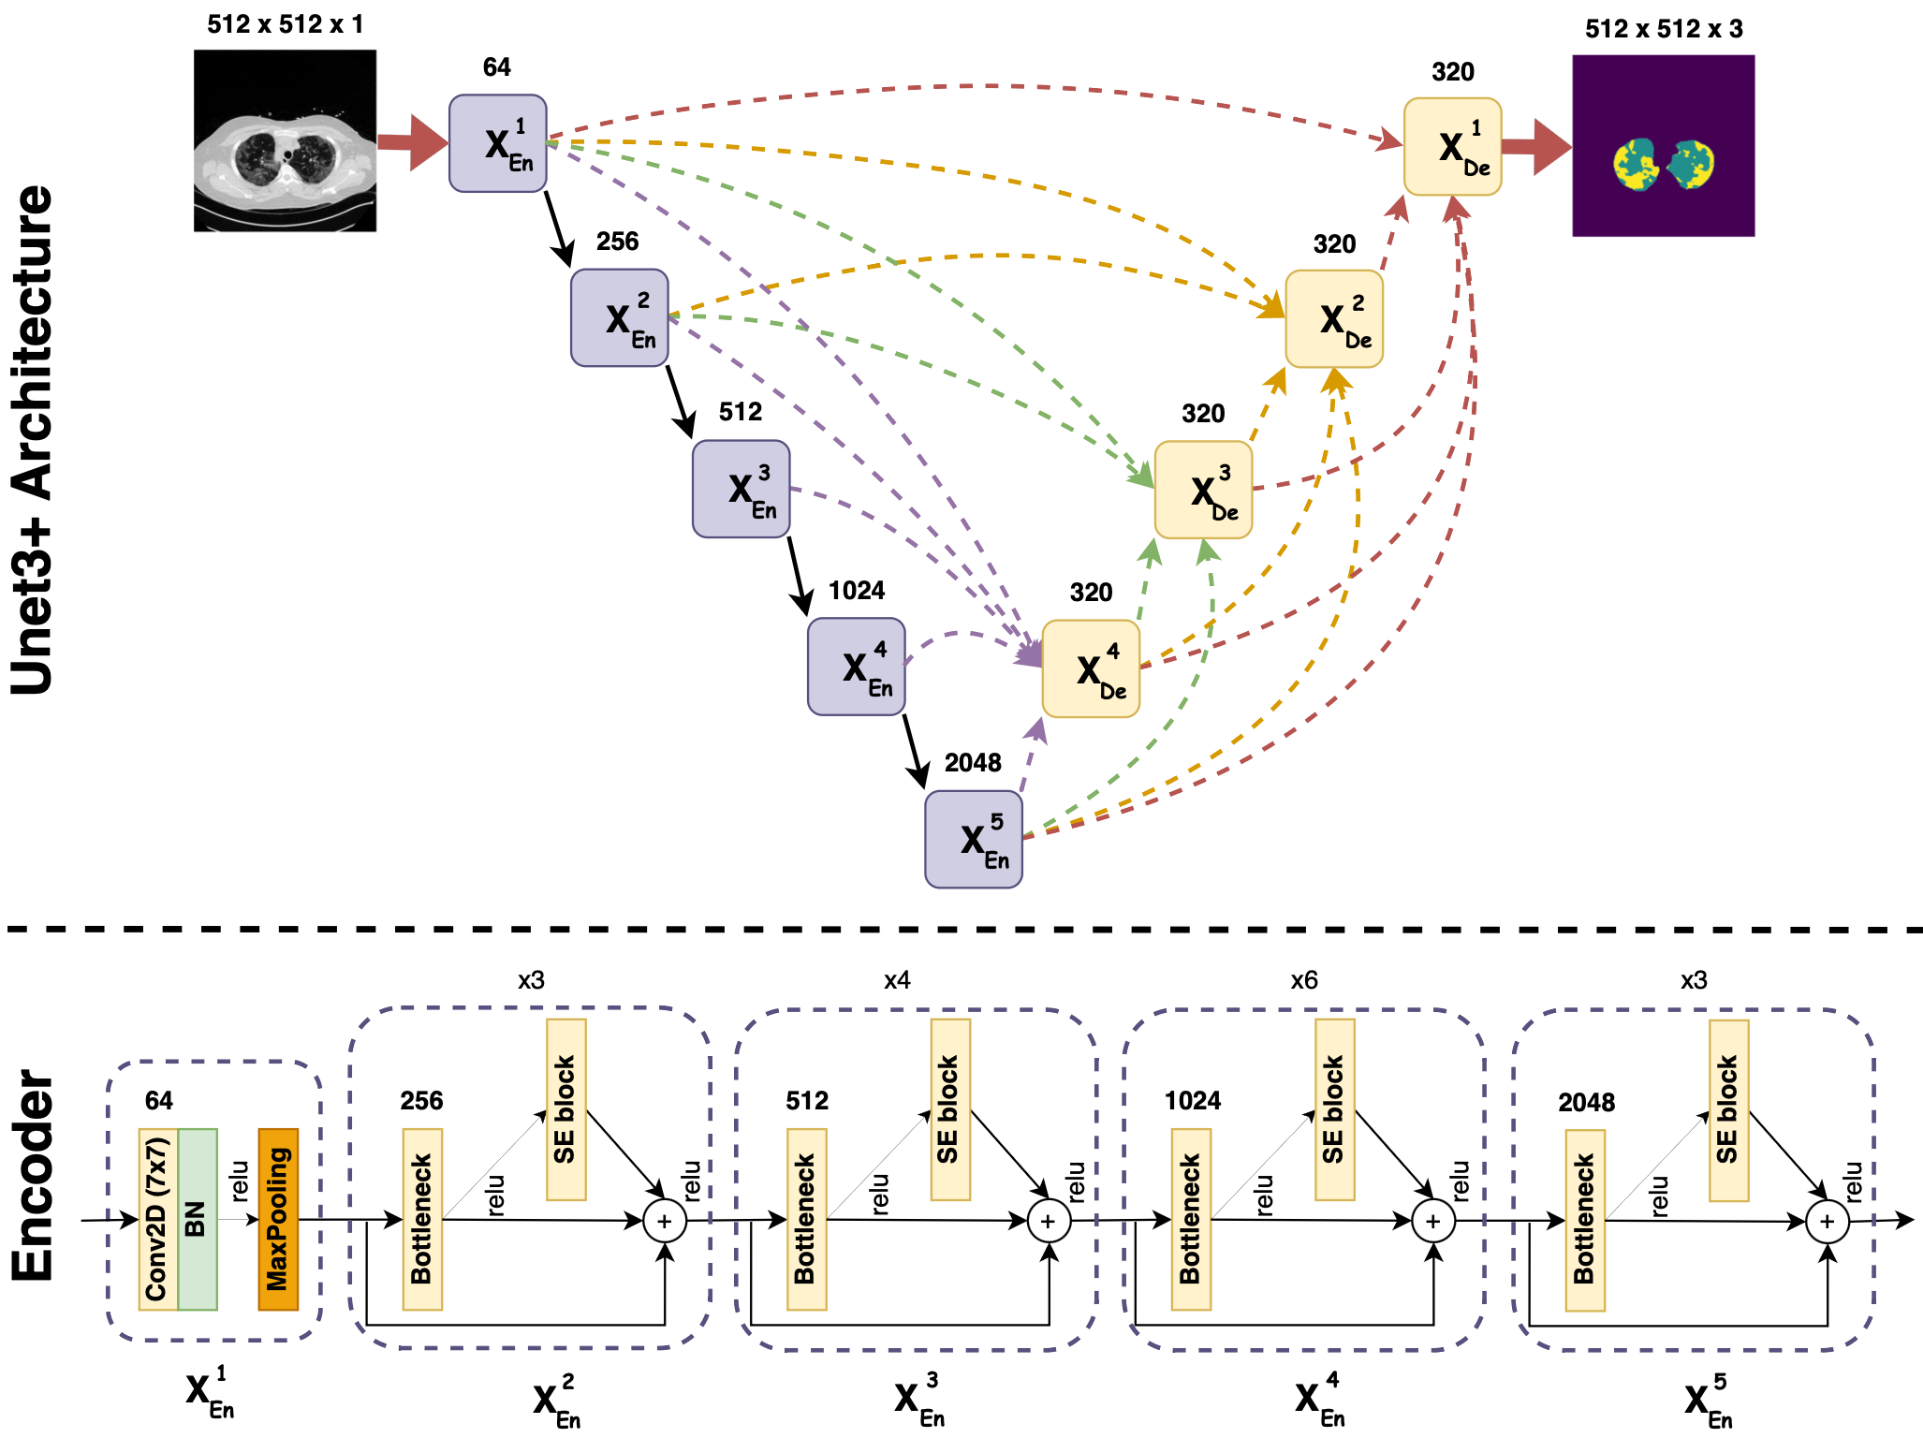 Unet3+ Architecture
512 x 512 x 1
512 x 512 x 3
64
X 1 En
320
X 1 De
256
X 2 En
320
X 2 De
512
X 3 En
320
X 3 De
1024
X 4 En
320
X 4 De
2048
X 5 En
Encoder
64
Conv2D (7x7)
BN
relu
MaxPooling
X 1 En
x3
256
Bottleneck
relu
SE block
+
relu
X 2 En
x4
512
Bottleneck
relu
SE block
+
relu
X 3 En
x6
1024
Bottleneck
relu
SE block
+
relu
X 4 En
x3
2048
Bottleneck
relu
SE block
+
relu
X 5 En